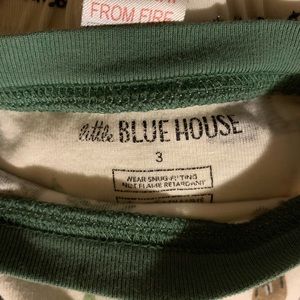 FROM FIRE
little BLUE HOUSE
3
WEAR SNUG-FITTING
NOT FLAME RETARDANT